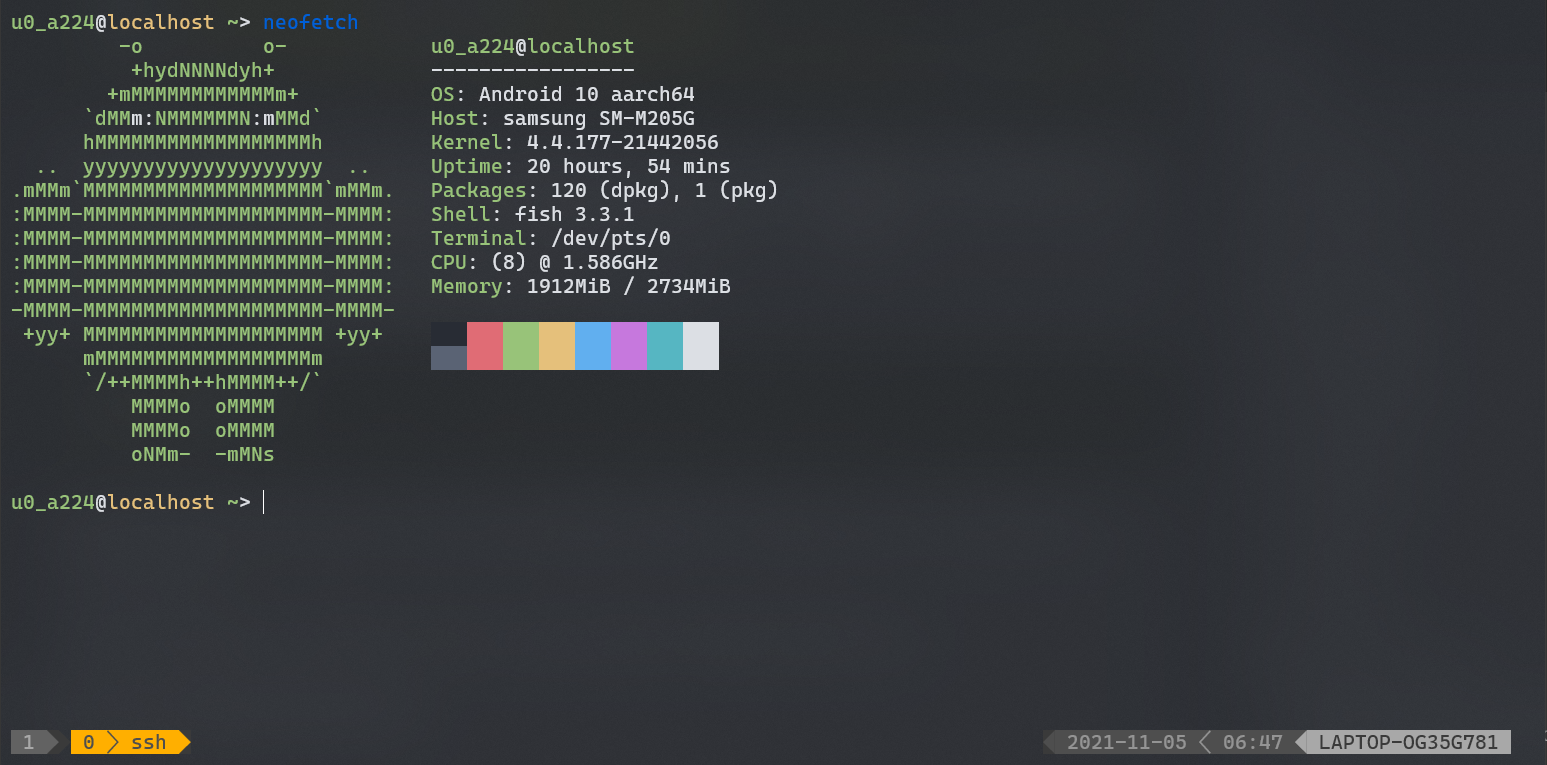 u0_a224@localhost ~> neofetch
         -o          o-            u0_a224@localhost
          +hydNNNNdyh+             -----------------
        +mMMMMMMMMMMMMm+           OS: Android 10 aarch64
      `dMMm:NMMMMMMN:mMMd`         Host: samsung SM-M205G
      hMMMMMMMMMMMMMMMMMMh         Kernel: 4.4.177-21442056
  ..  yyyyyyyyyyyyyyyyyyyy  ..     Uptime: 20 hours, 54 mins
.mMMm`MMMMMMMMMMMMMMMMMMMM`mMMm.   Packages: 120 (dpkg), 1 (pkg)
:MMMM-MMMMMMMMMMMMMMMMMMMM-MMMM:   Shell: fish 3.3.1
:MMMM-MMMMMMMMMMMMMMMMMMMM-MMMM:   Terminal: /dev/pts/0
:MMMM-MMMMMMMMMMMMMMMMMMMM-MMMM:   CPU: (8) @ 1.586GHz
:MMMM-MMMMMMMMMMMMMMMMMMMM-MMMM:   Memory: 1912MiB / 2734MiB
-MMMM-MMMMMMMMMMMMMMMMMMMM-MMMM-
 +yy+ MMMMMMMMMMMMMMMMMMMM +yy+
      mMMMMMMMMMMMMMMMMMMm
      `/++MMMMh++hMMMM++/`
          MMMMo  oMMMM
          MMMMo  oMMMM
          oNMm-  -mMNs
u0_a224@localhost ~>
1 0 ssh 2021-11-05 06:47 LAPTOP-OG35G781